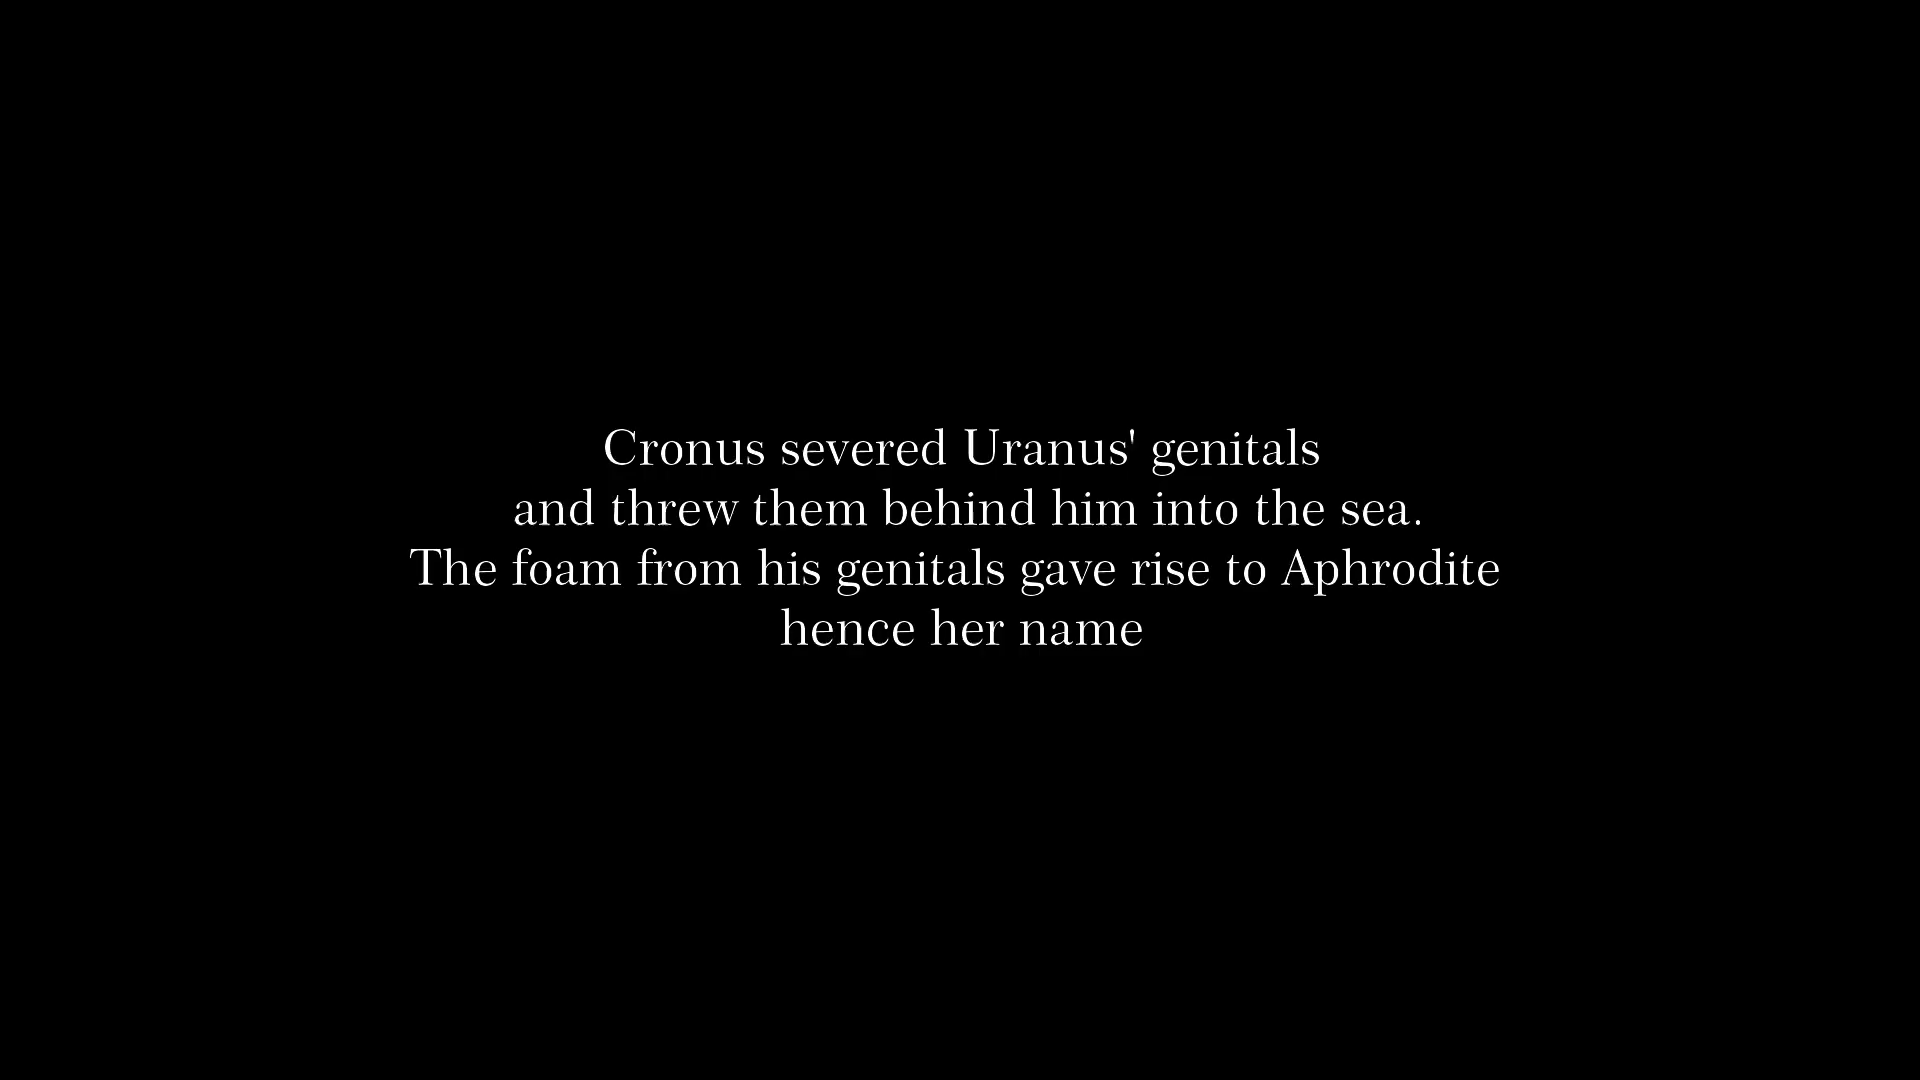 Cronus severed Uranus' genitals
and threw them behind him into the sea.
The foam from his genitals gave rise to Aphrodite
hence her name